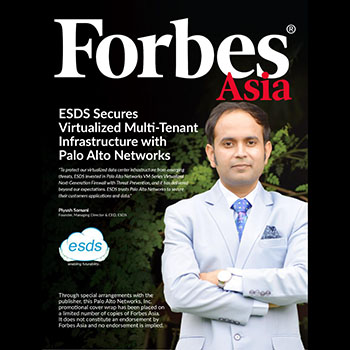 Forbes®
Asia
ESDS Secures
Virtualized Multi-Tenant
Infrastructure with
Palo Alto Networks
"To protect our virtualized data center infrastructure from emerging
threats, ESDS invested in Palo Alto Networks VM-Series Virtualized
Next-Generation Firewall with Threat Prevention, and it has delivered
beyond our expectations. ESDS trusts Palo Alto Networks to secure
their customers applications and data."
Piyush Somani
Founder, Managing Director & CEO, ESDS
esds
enabling futurability
Through special arrangements with the
publisher, this Palo Alto Networks, Inc.
promotional cover wrap has been placed on
a limited number of copies of Forbes Asia.
It does not constitute an endorsement by
Forbes Asia and no endorsement is implied.